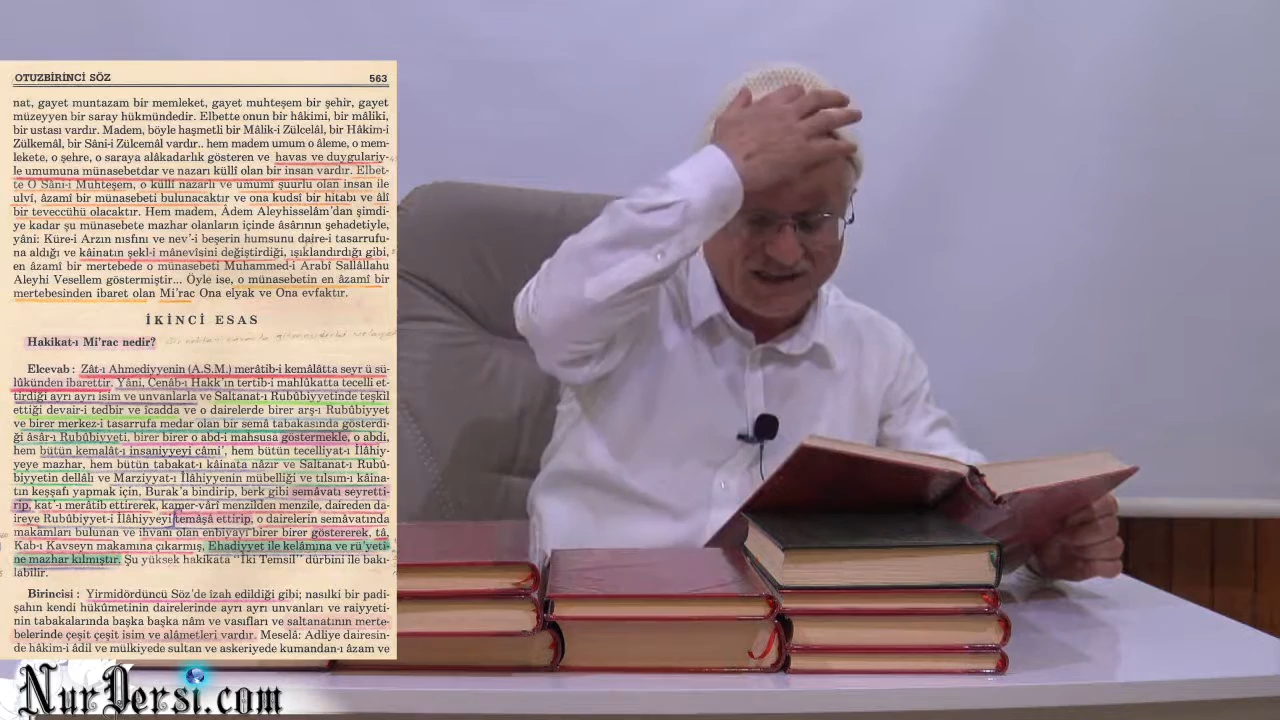 OTUZBİRİNCİ SÖZ 563
nat, gayet muntazam bir memleket, gayet muhteşem bir şehir, gayet
müzeyyen bir saray hükmündedir. Elbette onun bir hâkimi, bir mâliki,
bir ustası vardır. Madem, böyle haşmetli bir Mâlik-i Zülcelâl, bir Hâkim-i
Zülkemâl, bir Sâni-i Zülcemâl vardır.. hem madem umum o âleme, o mem-
lekete, o şehre, o saraya alâkadarlık gösteren ve havas ve duygulariy-
le umumuna münasebetdar ve nazarı küllî olan bir insan vardır. Elbet-
te O Sâni-i Muhteşem, o küllî nazarlı ve umumî şuurlu olan insan ile
ulvî, âzamî bir münasebeti bulunacaktır ve ona kudsî bir hitabı ve âlî
bir teveccühü olacaktır. Hem madem, Âdem Aleyhisselâm'dan şimdi-
ye kadar şu münasebete mazhar olanların içinde âsârının şehadetiyle,
yâni: Küre-i Arzın nısfını ve nev'-i beşerin humsunu daire-i tasarrufu-
na aldığı ve kâinatın şekl-i mânevîsini değiştirdiği, ışıklandırdığı gibi,
en âzamî bir mertebede o münasebeti Muhammed-i Arabî Sallâllahu
Aleyhi Vesellem göstermiştir... Öyle ise, o münasebetin en âzamî bir
mertebesinden ibaret olan Mi'rac Ona elyak ve Ona evfaktır.
İKİNCİ ESAS
Hakikat-ı Mi'rac nedir?
Elcevab : Zât-ı Ahmediyyenin (A.S.M.) merâtib-i kemâlâtta seyr ü sü-
lûkünden ibarettir. Yâni, Cenâb-ı Hakk'ın tertib-i mahlûkatta tecelli et-
tirdiği ayrı ayrı isim ve unvanlarla ve Saltanat-ı Rubûbiyyetinde teşkil
ettiği devair-i tedbir ve îcadda ve o dairelerde birer arş-ı Rubûbiyyet
ve birer merkez-i tasarrufa medar olan bir semâ tabakasında gösterdi-
ği âsâr-ı Rubûbiyyeti, birer birer o abd-i mahsusa göstermekle, o abdi,
hem bütün kemalât-ı insaniyyeyi câmi', hem bütün tecelliyat-ı İlâhiy-
yeye mazhar, hem bütün tabakat-ı kâinata nâzır ve Saltanat-ı Rubû-
biyyetin dellâlı ve Marziyyat-ı İlâhiyyenin mübelliği ve tılsım-ı kâina-
tın keşşafı yapmak için, Burak'a bindirip, berk gibi semâvatı seyretti-
rip, kat'-ı merâtib ettirerek, kamer-vâri menzilden menzile, daireden da-
ireye Rubûbiyyet-i İlâhiyyeyi temâşâ ettirip, o dairelerin semâvatında
makamları bulunan ve ihvanı olan enbiyayı birer birer göstererek, tâ,
Kab-ı Kavseyn makamına çıkarmış, Ehadiyyet ile kelâmına ve rü'yeti-
ne mazhar kılmıştır. Şu yüksek hakikata "İki Temsil" dürbini ile bakı-
labilir.
Birincisi : Yirmidördüncü Söz'de izah edildiği gibi; nasılki bir padi-
şahın kendi hükûmetinin dairelerinde ayrı ayrı unvanları ve raiyyeti-
nin tabakalarında başka başka nâm ve vasıfları ve saltanatının merte-
belerinde çeşit çeşit isim ve alâmetleri vardır. Meselâ: Adliye dairesin-
de hâkim-i âdil ve mülkiyede sultan ve askeriyede kumandan-ı âzam ve
NurDersi.com